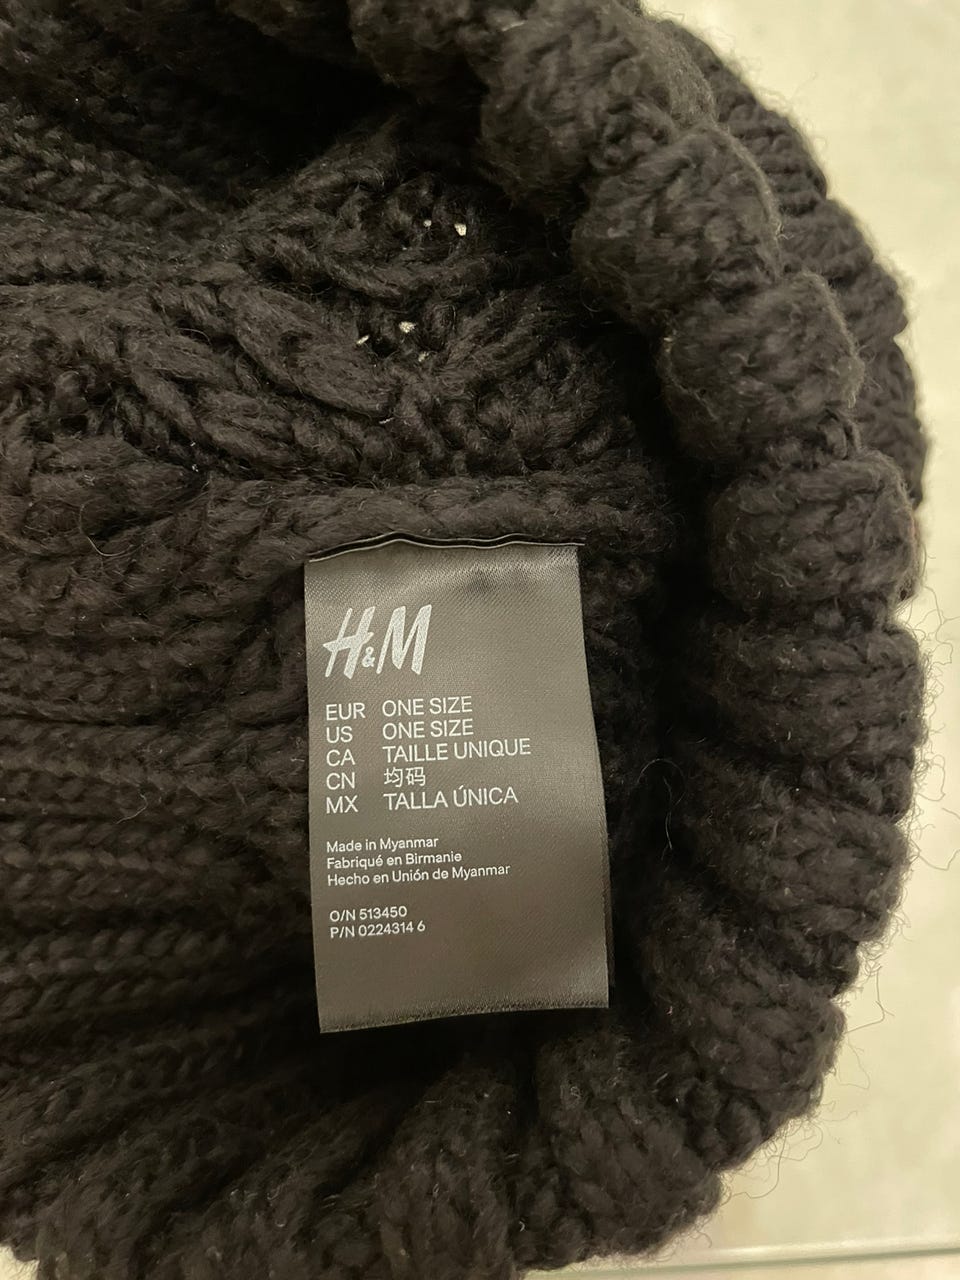 H&M
EUR ONE SIZE
US ONE SIZE
CA TAILLE UNIQUE
CN 均码
MX TALLA ÚNICA
Made in Myanmar
Fabriqué en Birmanie
Hecho en Unión de Myanmar
O/N 513450
P/N 0224314 6